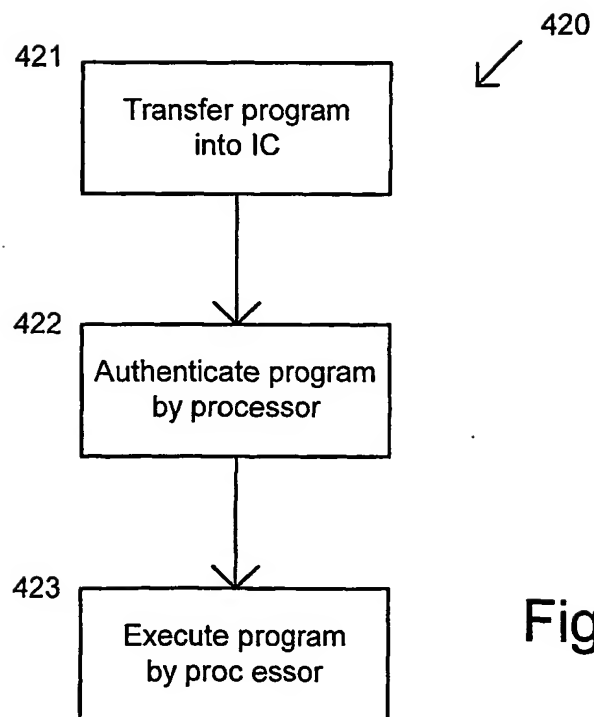 420
421
Transfer program
into IC
422
Authenticate program
by processor
423
Execute program
by proc essor
Fig